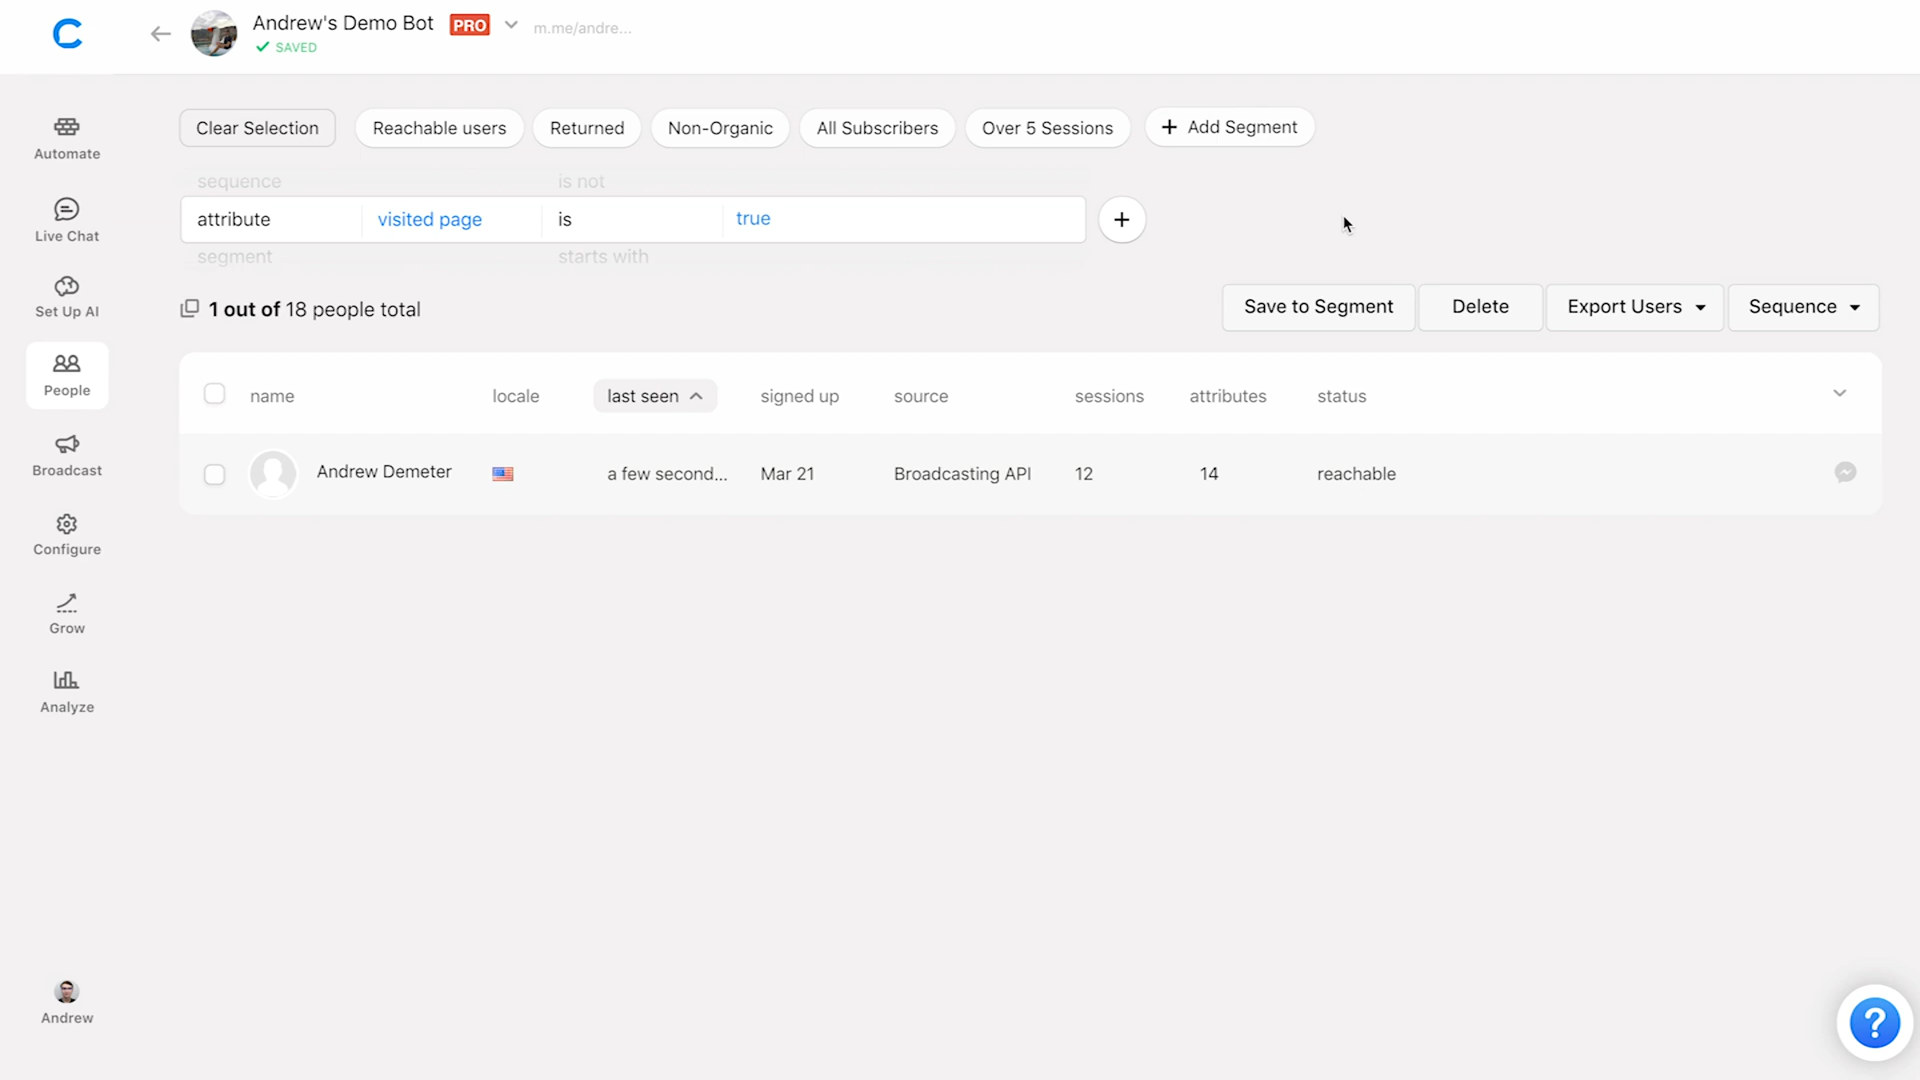 Andrew's Demo Bot PRO m.me/andre...
SAVED
Automate
Live Chat
Set Up AI
People
Broadcast
Configure
Grow
Analyze
Andrew
Clear Selection Reachable users Returned Non-Organic All Subscribers Over 5 Sessions + Add Segment
sequence is not
attribute visited page is true +
segment starts with
1 out of 18 people total Save to Segment Delete Export Users Sequence
name locale last seen signed up source sessions attributes status
Andrew Demeter a few second... Mar 21 Broadcasting API 12 14 reachable
?